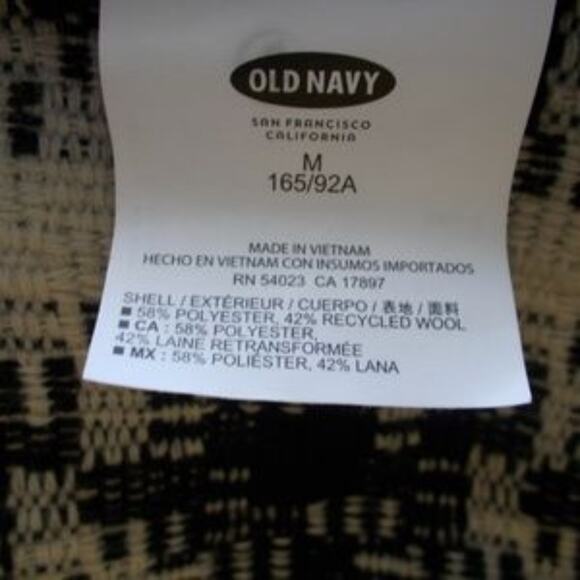 OLD NAVY
SAN FRANCISCO
CALIFORNIA
M
165/92A
MADE IN VIETNAM
HECHO EN VIETNAM CON INSUMOS IMPORTADOS
RN 54023 CA 17897
SHELL / EXTÉRIEUR / CUERPO / 表地 / 面料
■ 58% POLYESTER, 42% RECYCLED WOOL
■ CA : 58% POLYESTER,
42% LAINE RETRANSFORMÉE
■ MX : 58% POLIÉSTER, 42% LANA